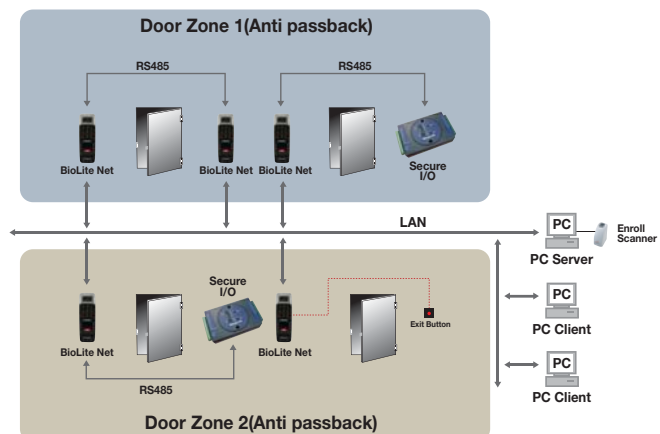 Door Zone 1(Anti passback)
RS485
RS485
BioLite Net
BioLite Net
BioLite Net
Secure
I/O
LAN
PC
Enroll
Scanner
PC Server
Secure
I/O
PC
PC Client
BioLite Net
BioLite Net
Exit Button
RS485
PC
PC Client
Door Zone 2(Anti passback)